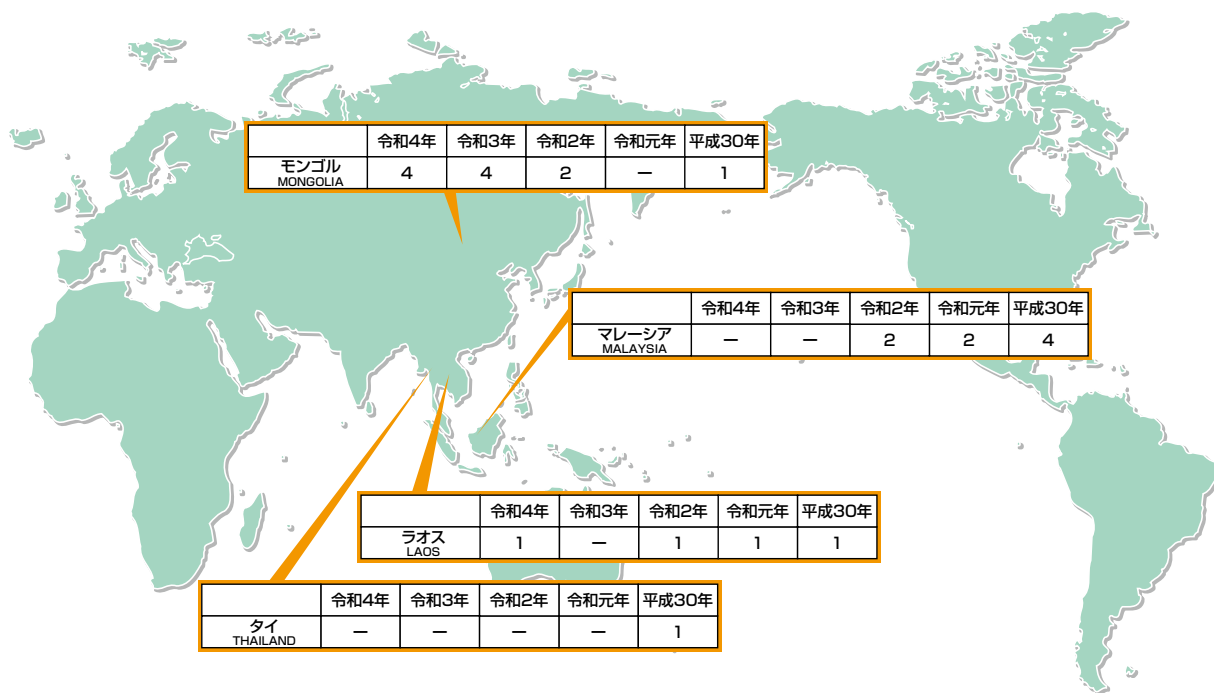 令和4年 令和3年 令和2年 令和元年 平成30年
モンゴル 4 4 2 ー 1
MONGOLIA
令和4年 令和3年 令和2年 令和元年 平成30年
マレーシア ー ー 2 2 4
MALAYSIA
令和4年 令和3年 令和2年 令和元年 平成30年
ラオス 1 ー 1 1 1
LAOS
令和4年 令和3年 令和2年 令和元年 平成30年
タイ ー ー ー ー 1
THAILAND